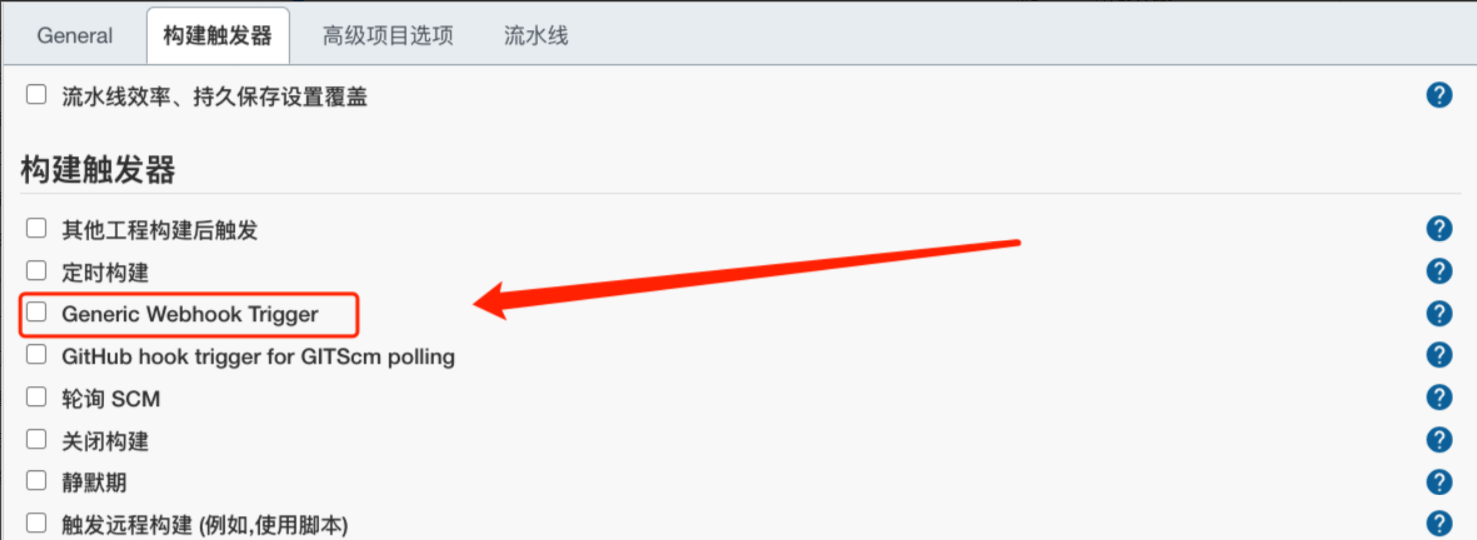 General 构建触发器 高级项目选项 流水线
流水线效率、持久保存设置覆盖 ?
构建触发器
其他工程构建后触发 ?
定时构建 ?
Generic Webhook Trigger ?
GitHub hook trigger for GITScm polling ?
轮询 SCM ?
关闭构建 ?
静默期 ?
触发远程构建 (例如,使用脚本) ?